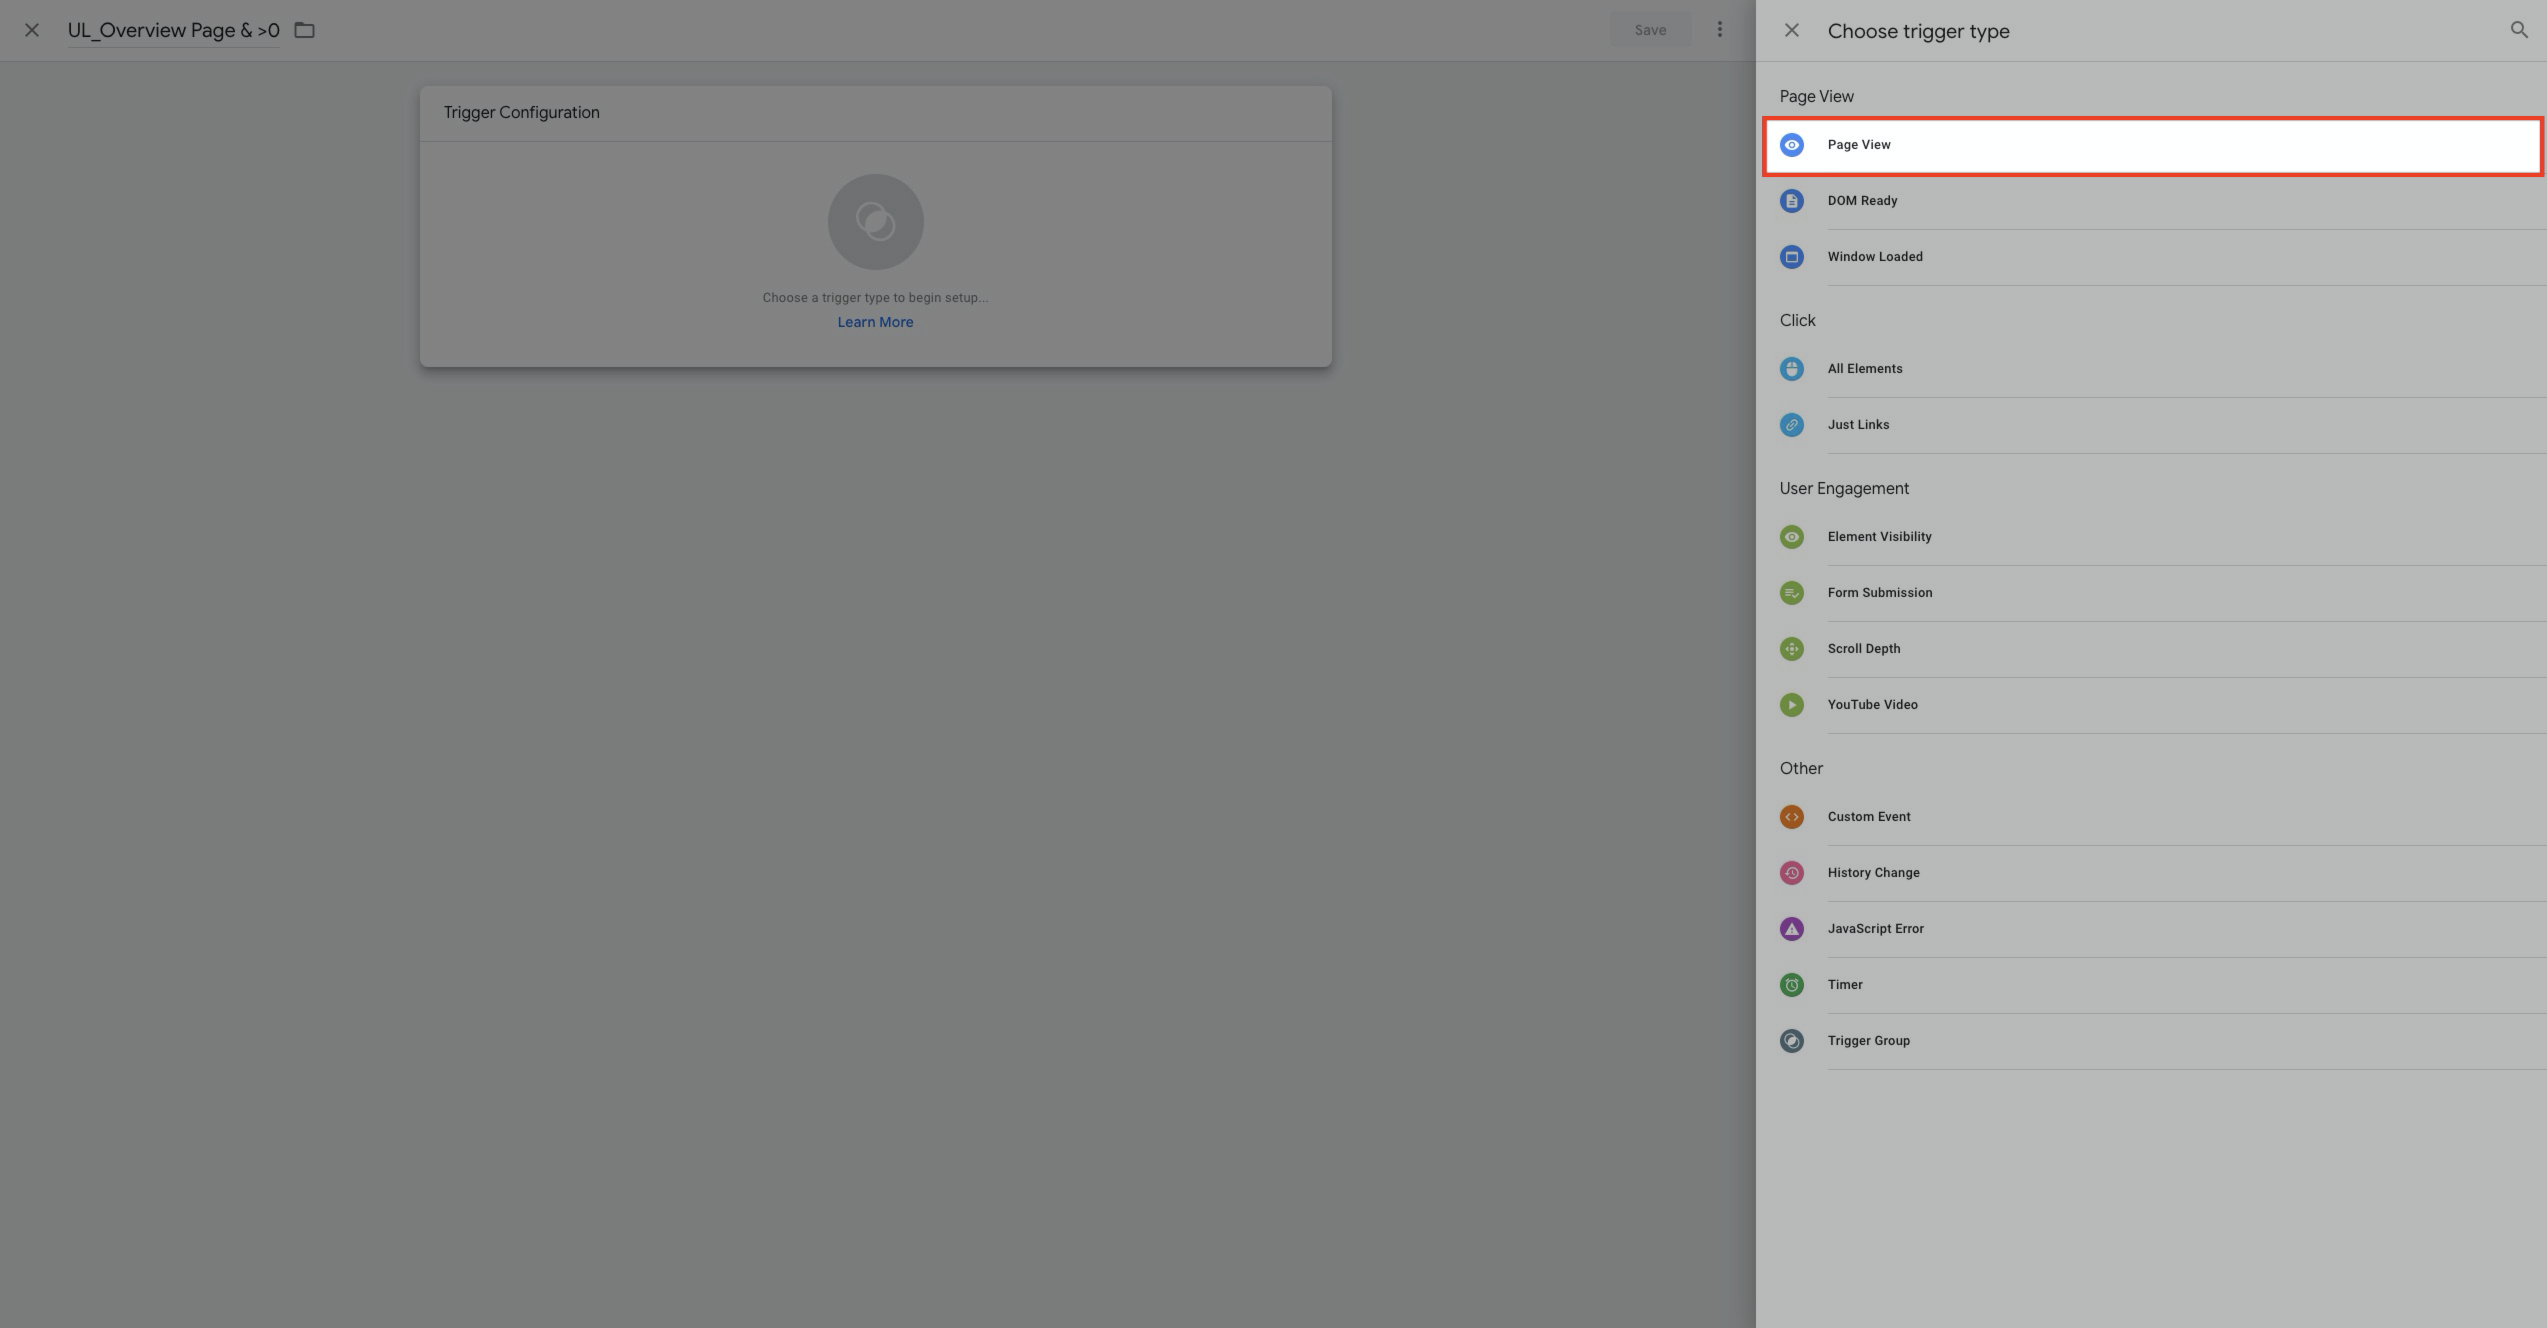 UL_Overview Page & >0
Save
Trigger Configuration
Choose a trigger type to begin setup...
Learn More
Choose trigger type
Page View
Page View
DOM Ready
Window Loaded
Click
All Elements
Just Links
User Engagement
Element Visibility
Form Submission
Scroll Depth
YouTube Video
Other
Custom Event
History Change
JavaScript Error
Timer
Trigger Group